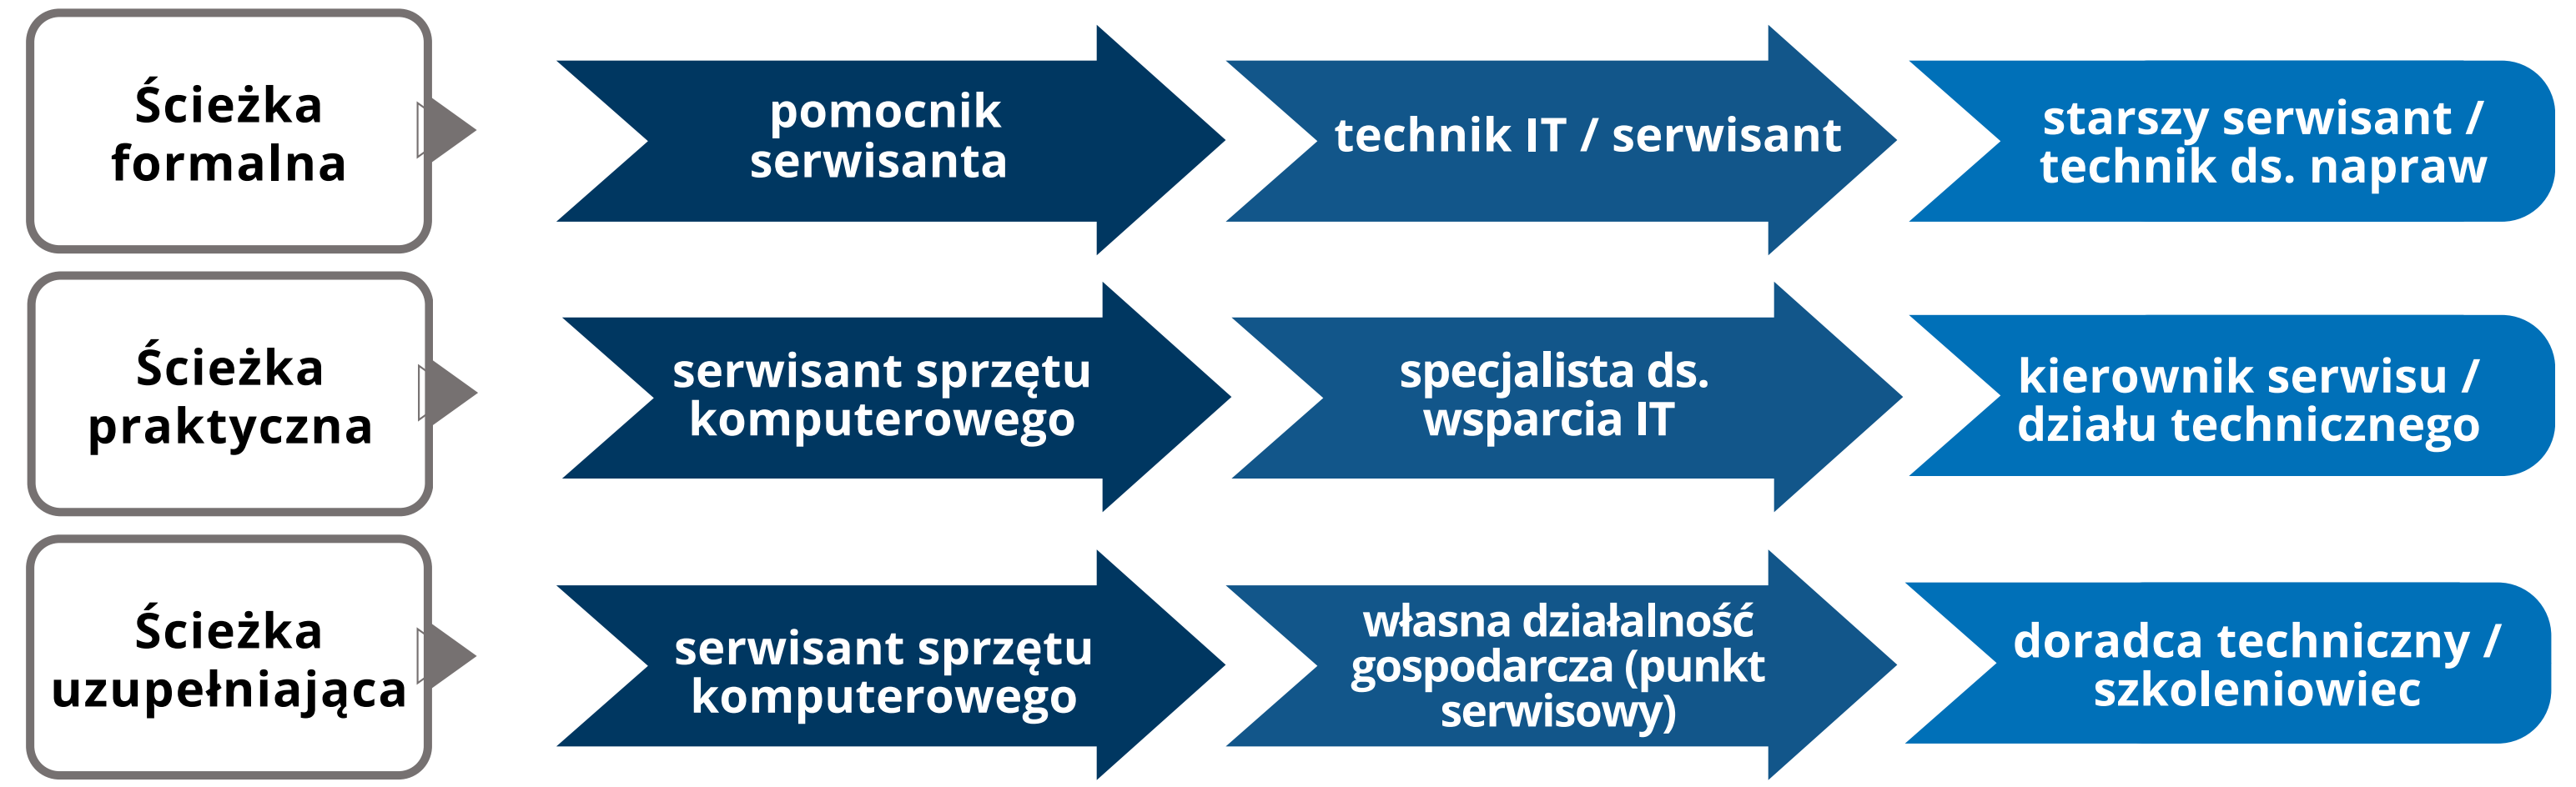 Ścieżka
formalna
pomocnik
serwisanta
technik IT / serwisant
starszy serwisant /
technik ds. napraw
Ścieżka
praktyczna
serwisant sprzętu
komputerowego
specjalista ds.
wsparcia IT
kierownik serwisu /
działu technicznego
Ścieżka
uzupełniająca
serwisant sprzętu
komputerowego
własna działalność
gospodarcza (punkt
serwisowy)
doradca techniczny /
szkoleniowiec